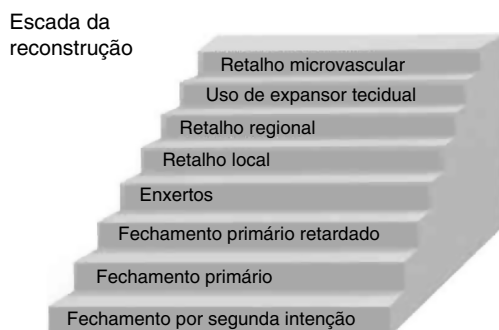 Escada da
reconstrução
Retalho microvascular
Uso de expansor tecidual
Retalho regional
Retalho local
Enxertos
Fechamento primário retardado
Fechamento primário
Fechamento por segunda intenção